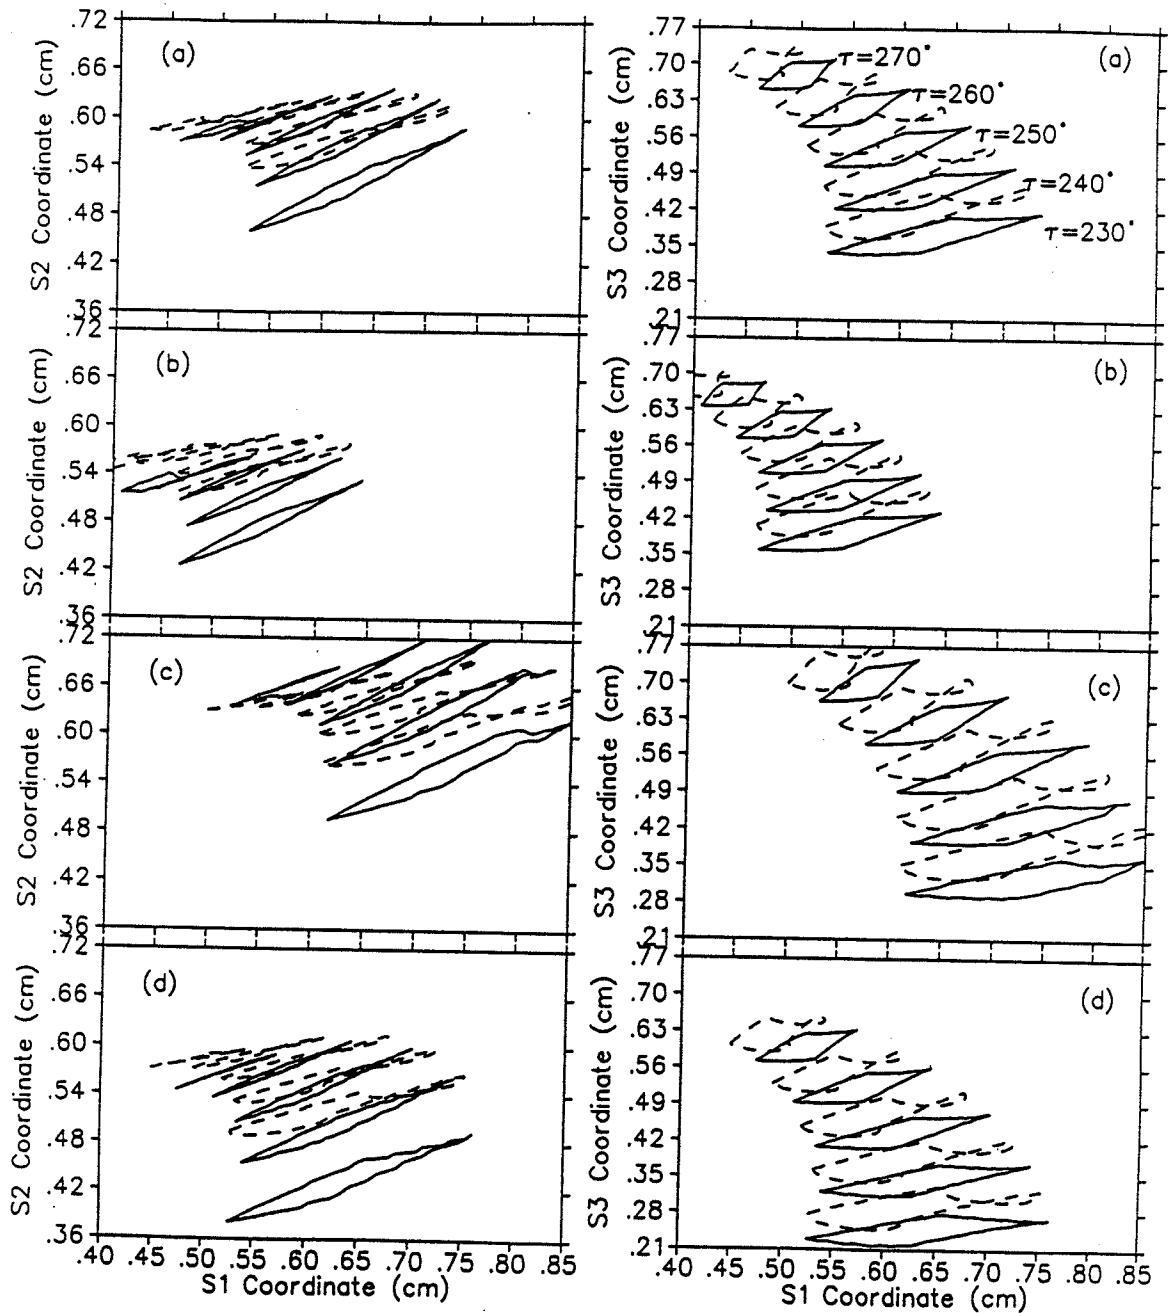 .72
(a)
.66
.60
.54
.48
.42
.36
S2 Coordinate (cm)
.72
(b)
.66
.60
.54
.48
.42
.36
S2 Coordinate (cm)
.72
(c)
.66
.60
.54
.48
.42
.36
S2 Coordinate (cm)
.72
(d)
.66
.60
.54
.48
.42
.36
S2 Coordinate (cm)
.40 .45 .50 .55 .60 .65 .70 .75 .80 .85
S1 Coordinate (cm)
.77
(a)
.70
τ=270°
.63
τ=260°
.56
τ=250°
.49
τ=240°
.42
τ=230°
.35
.28
.21
S3 Coordinate (cm)
.77
(b)
.70
.63
.56
.49
.42
.35
.28
.21
S3 Coordinate (cm)
.77
(c)
.70
.63
.56
.49
.42
.35
.28
.21
S3 Coordinate (cm)
.77
(d)
.70
.63
.56
.49
.42
.35
.28
.21
S3 Coordinate (cm)
.40 .45 .50 .55 .60 .65 .70 .75 .80 .85
S1 Coordinate (cm)